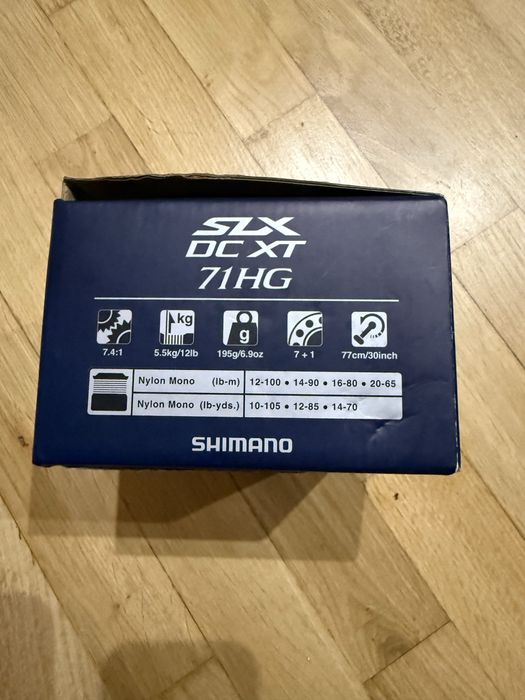 SLX
DC XT
71HG
kg
g
7.4:1 5.5kg/12lb 195g/6.9oz 7 + 1 77cm/30inch
Nylon Mono (lb-m) 12-100 ● 14-90 ● 16-80 ● 20-65
Nylon Mono (lb-yds.) 10-105 ● 12-85 ● 14-70
SHIMANO